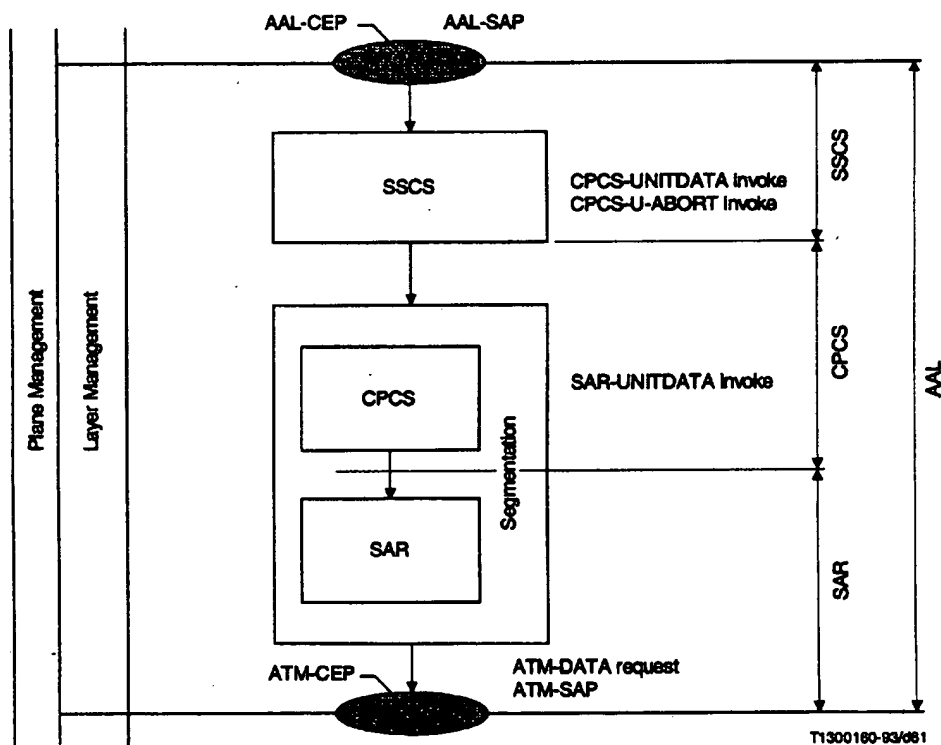 AAL-CEP
AAL-SAP
SSCS
CPCS-UNITDATA invoke
CPCS-U-ABORT invoke
SSCS
Plane Management
Layer Management
CPCS
SAR-UNITDATA invoke
CPCS
AAL
Segmentation
SAR
SAR
ATM-CEP
ATM-DATA request
ATM-SAP
T1300160-93/d61